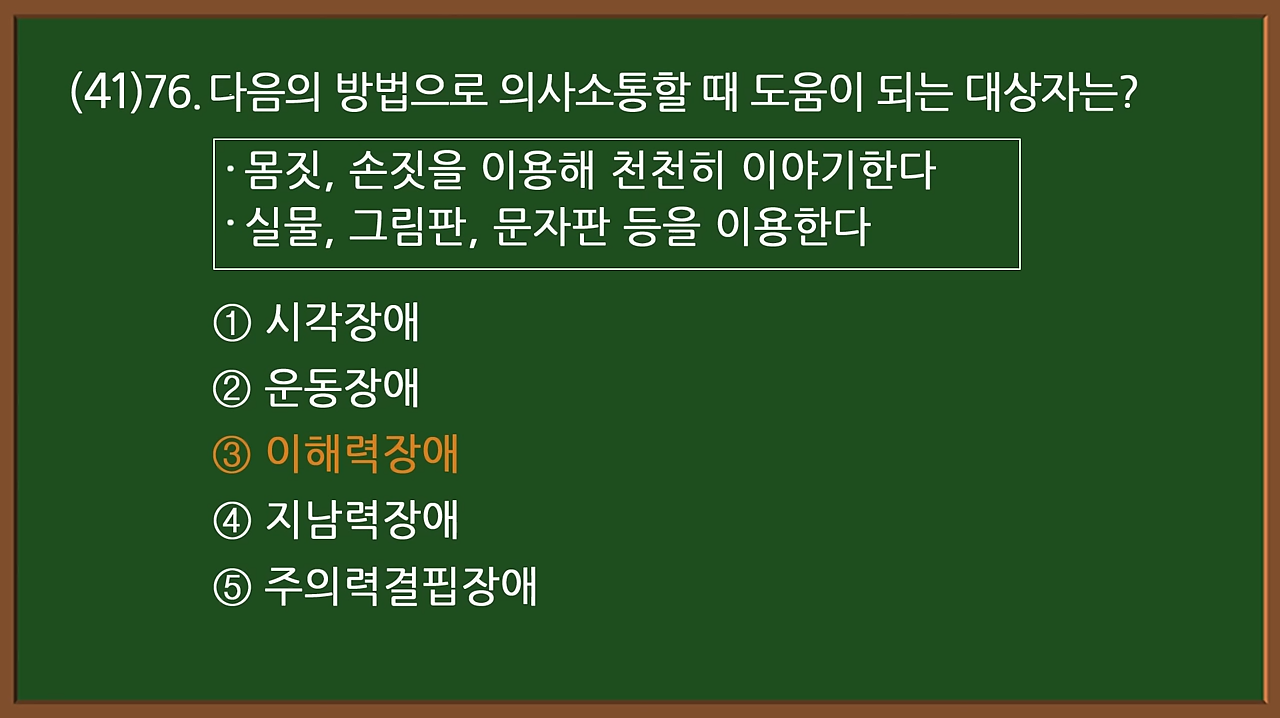 (41)76. 다음의 방법으로 의사소통할 때 도움이 되는 대상자는?
· 몸짓, 손짓을 이용해 천천히 이야기한다
· 실물, 그림판, 문자판 등을 이용한다
① 시각장애
② 운동장애
③ 이해력장애
④ 지남력장애
⑤ 주의력결핍장애